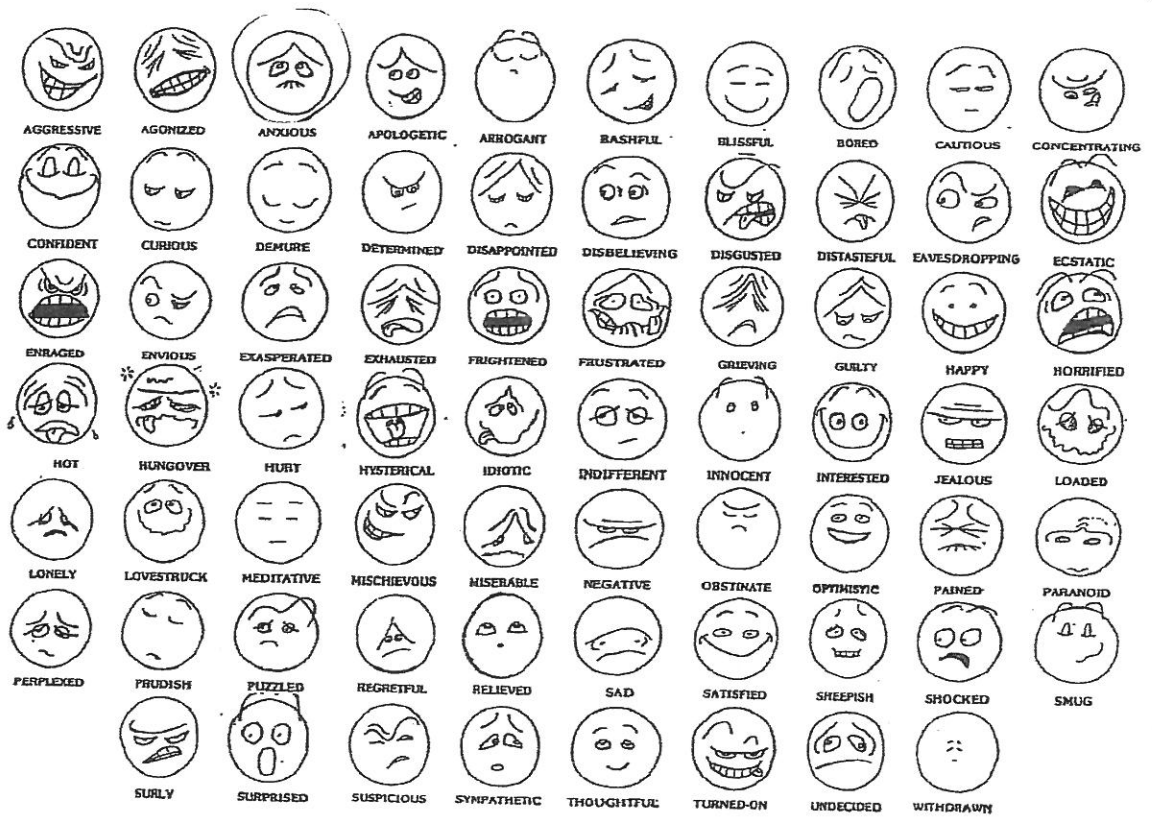 AGGRESSIVE AGONIZED ANXIOUS APOLOGETIC ARROGANT BASHFUL BLISSFUL BORED CAUTIOUS CONCENTRATING
CONFIDENT CURIOUS DEMURE DETERMINED DISAPPOINTED DISBELIEVING DISGUSTED DISTASTEFUL EAVESDROPPING ECSTATIC
ENRAGED ENVIOUS EXASPERATED EXHAUSTED FRIGHTENED FRUSTRATED GRIEVING GUILTY HAPPY HORRIFIED
HOT HUNGOVER HURT HYSTERICAL IDIOTIC INDIFFERENT INNOCENT INTERESTED JEALOUS LOADED
LONELY LOVESTRUCK MEDITATIVE MISCHIEVOUS MISERABLE NEGATIVE OBSTINATE OPTIMISTIC PAINED PARANOID
PERPLEXED PRUDISH PUZZLED REGRETFUL RELIEVED SAD SATISFIED SHEEPISH SHOCKED SMUG
SURLY SURPRISED SUSPICIOUS SYMPATHETIC THOUGHTFUL TURNED-ON UNDECIDED WITHDRAWN